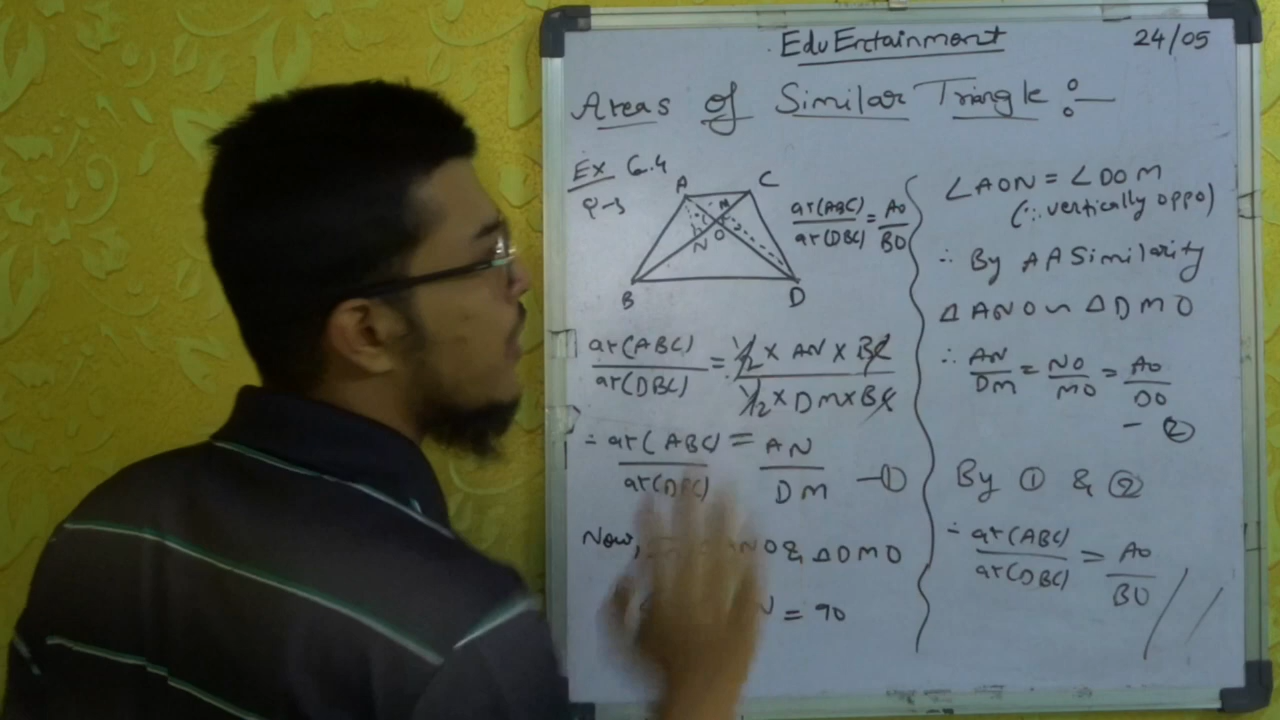 EduErtainment 24/05
Areas of Similar Triangle :—
Ex 6.4
A C
ar(ABC)/ar(DBC) = AO/BO
M
O
N
B D
ar(ABC)/ar(DBC) = 1/2 × AN × BC / 1/2 × DM × BC
= ar(ABC)/ar(DBC) = AN/DM —①
Now, NO & ΔDMO
= 90
∠AON = ∠DOM
(∵ vertically oppo)
∴ By AA Similarity
ΔANO ~ ΔDMO
∴ AN/DM = NO/MO = AO/DO
— ②
By ① & ②
∴ ar(ABC)/ar(DBC) = AO/BO //